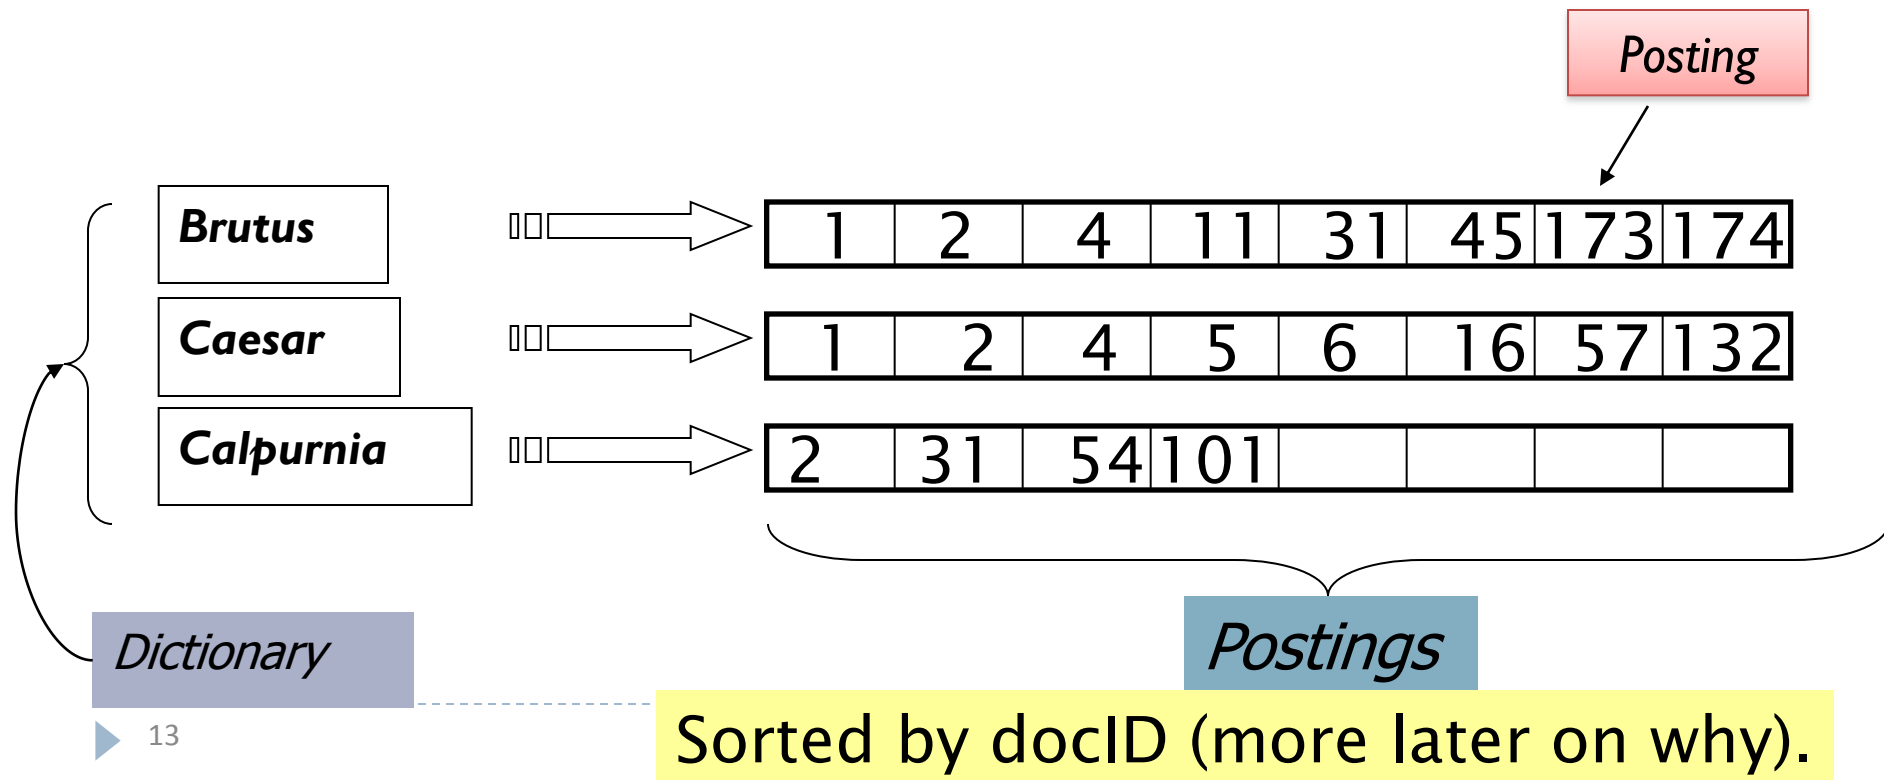 Posting
Brutus 1 2 4 11 31 45 173 174
Caesar 1 2 4 5 6 16 57 132
Calpurnia 2 31 54 101
Dictionary
Postings
13
Sorted by docID (more later on why).